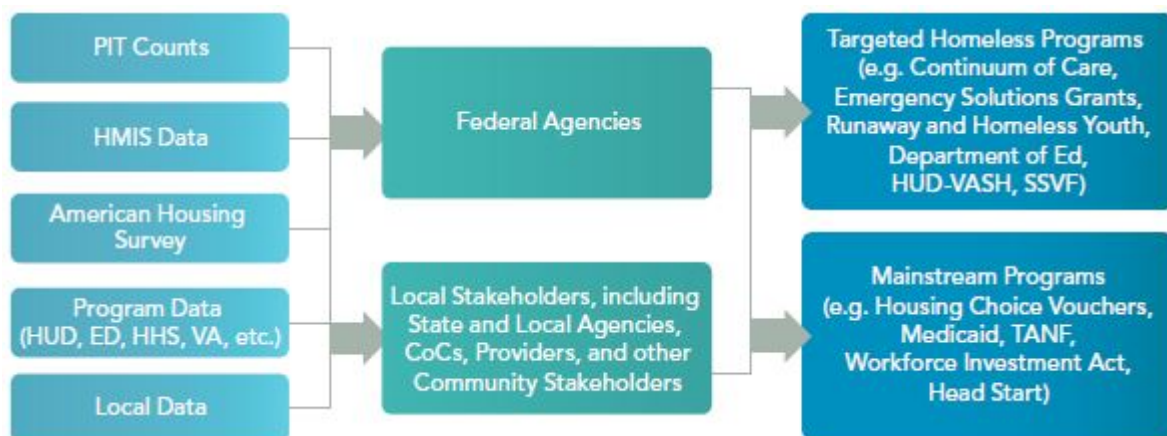 PIT Counts
HMIS Data
American Housing
Survey
Program Data
(HUD, ED, HHS, VA, etc.)
Local Data
Federal Agencies
Local Stakeholders, including
State and Local Agencies,
CoCs, Providers, and other
Community Stakeholders
Targeted Homeless Programs
(e.g. Continuum of Care,
Emergency Solutions Grants,
Runaway and Homeless Youth,
Department of Ed,
HUD-VASH, SSVF)
Mainstream Programs
(e.g. Housing Choice Vouchers,
Medicaid, TANF,
Workforce Investment Act,
Head Start)